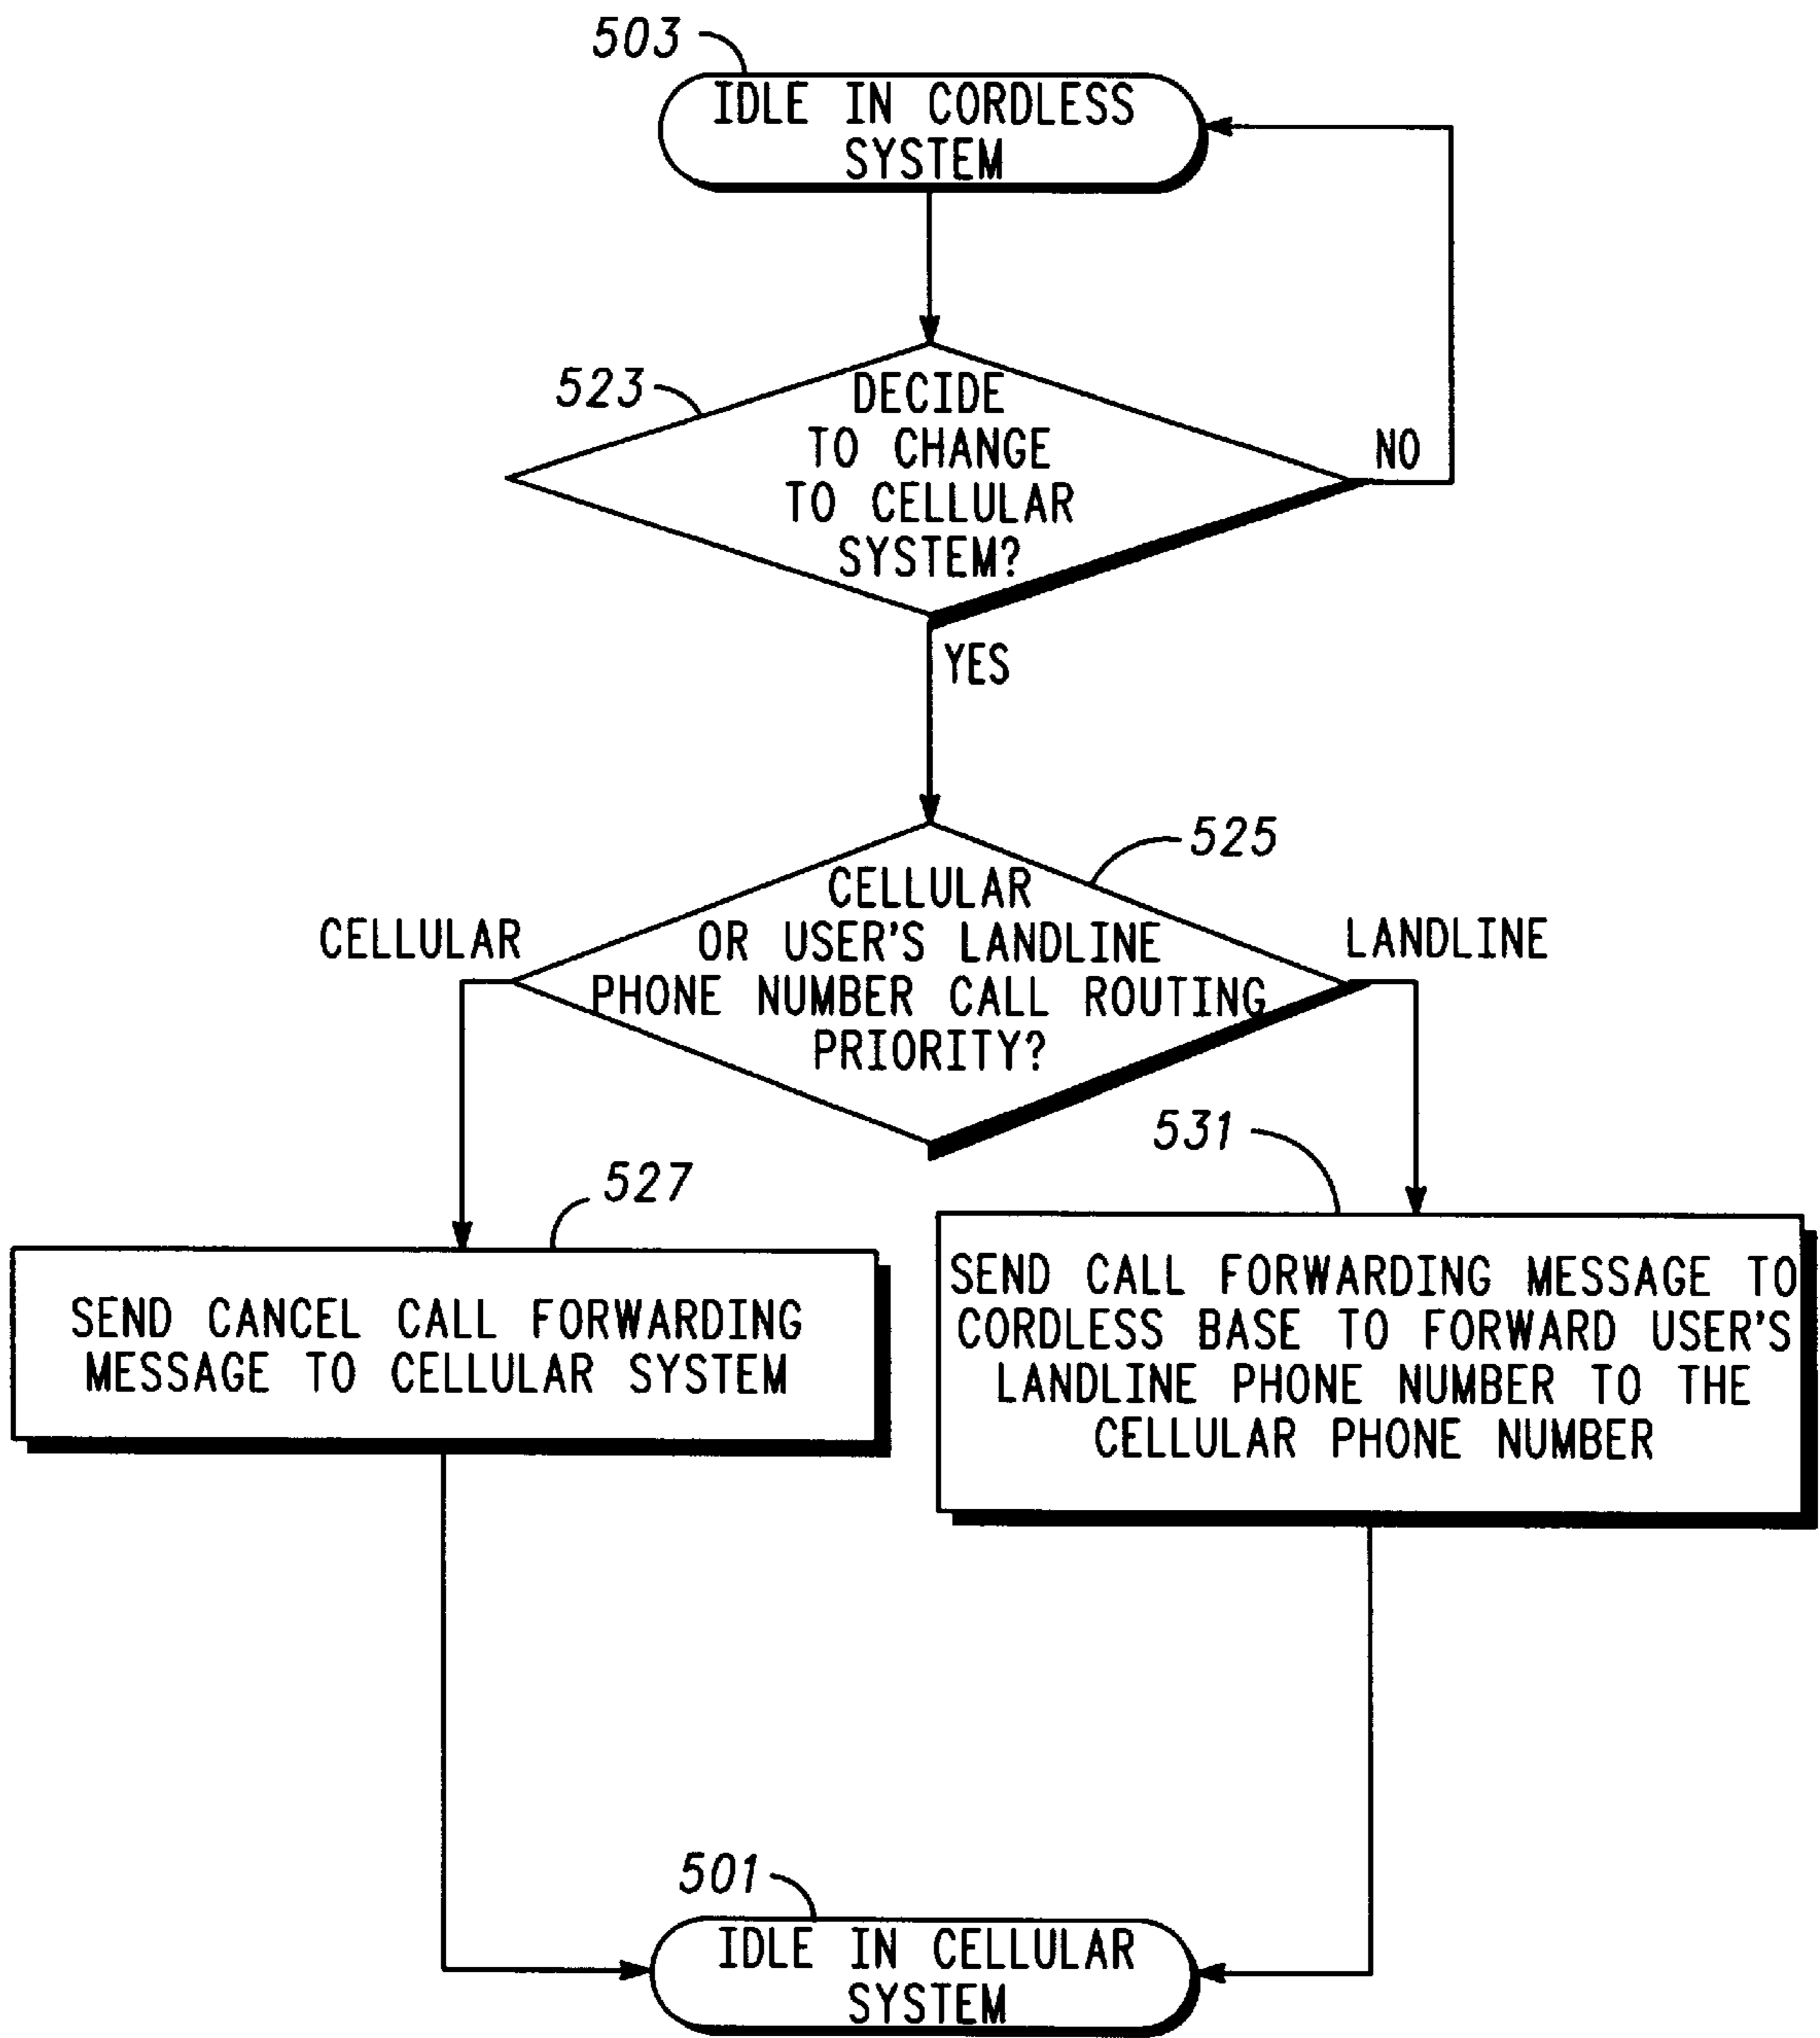 503
IDLE IN CORDLESS
SYSTEM
523
DECIDE
TO CHANGE
TO CELLULAR
SYSTEM?
NO
YES
525
CELLULAR
OR USER'S LANDLINE
PHONE NUMBER CALL ROUTING
PRIORITY?
CELLULAR
LANDLINE
527
SEND CANCEL CALL FORWARDING
MESSAGE TO CELLULAR SYSTEM
531
SEND CALL FORWARDING MESSAGE TO
CORDLESS BASE TO FORWARD USER'S
LANDLINE PHONE NUMBER TO THE
CELLULAR PHONE NUMBER
501
IDLE IN CELLULAR
SYSTEM